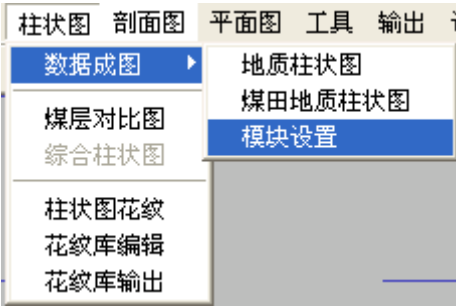 柱状图 剖面图 平面图 工具 输出
数据成图
地质柱状图
煤田地质柱状图
模块设置
煤层对比图
综合柱状图
柱状图花纹
花纹库编辑
花纹库输出